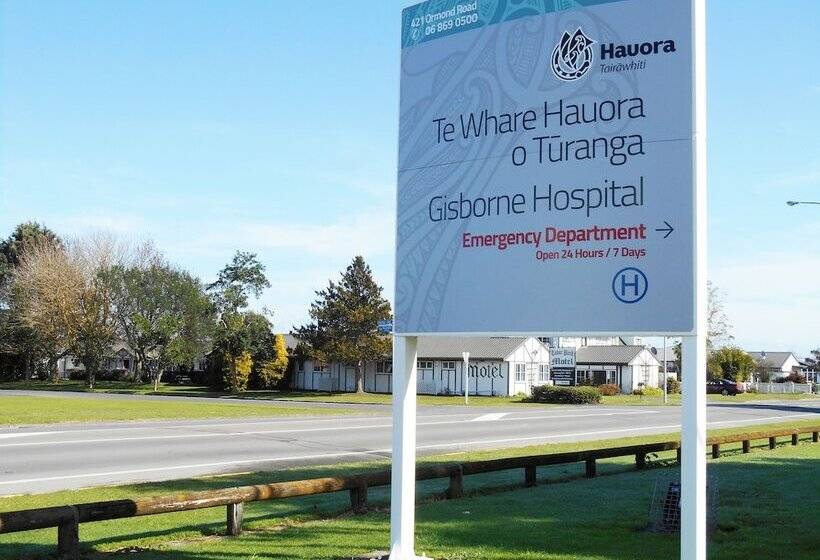 421 Ormond Road
06 869 0500
Hauora
Tairāwhiti
Te Whare Hauora
o Tūranga
Gisborne Hospital
Emergency Department
Open 24 Hours / 7 Days
H
motel
Motel